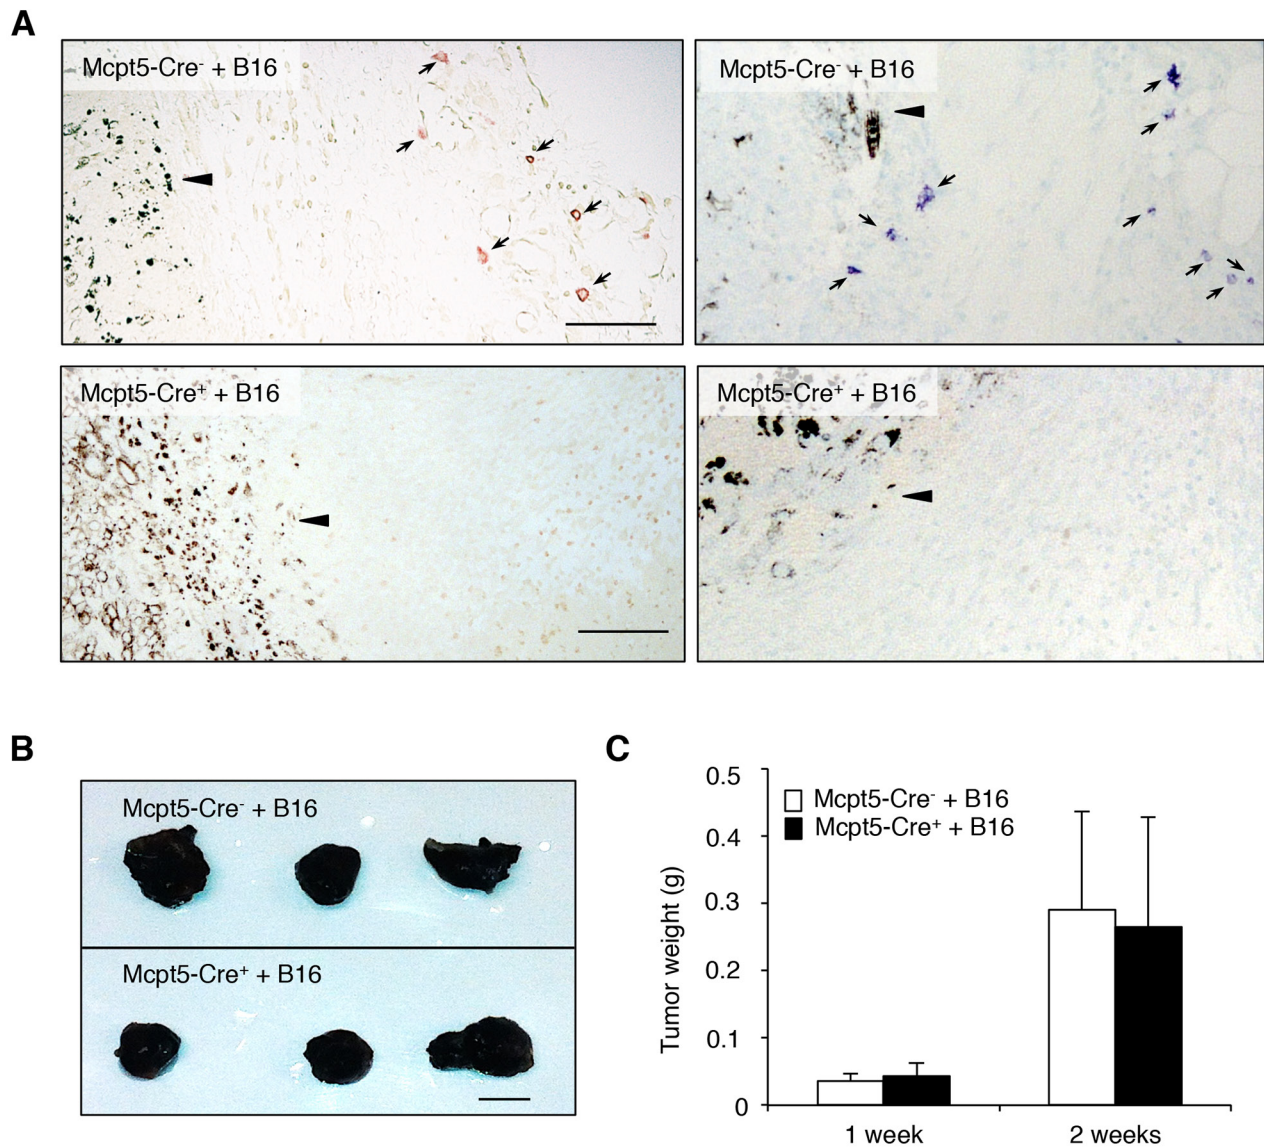 A
Mcpt5-Cre⁻ + B16
Mcpt5-Cre⁻ + B16
Mcpt5-Cre⁺ + B16
Mcpt5-Cre⁺ + B16
B
Mcpt5-Cre⁻ + B16
Mcpt5-Cre⁺ + B16
C
Tumor weight (g)
0.5
0.4
0.3
0.2
0.1
0
Mcpt5-Cre⁻ + B16
Mcpt5-Cre⁺ + B16
1 week
2 weeks